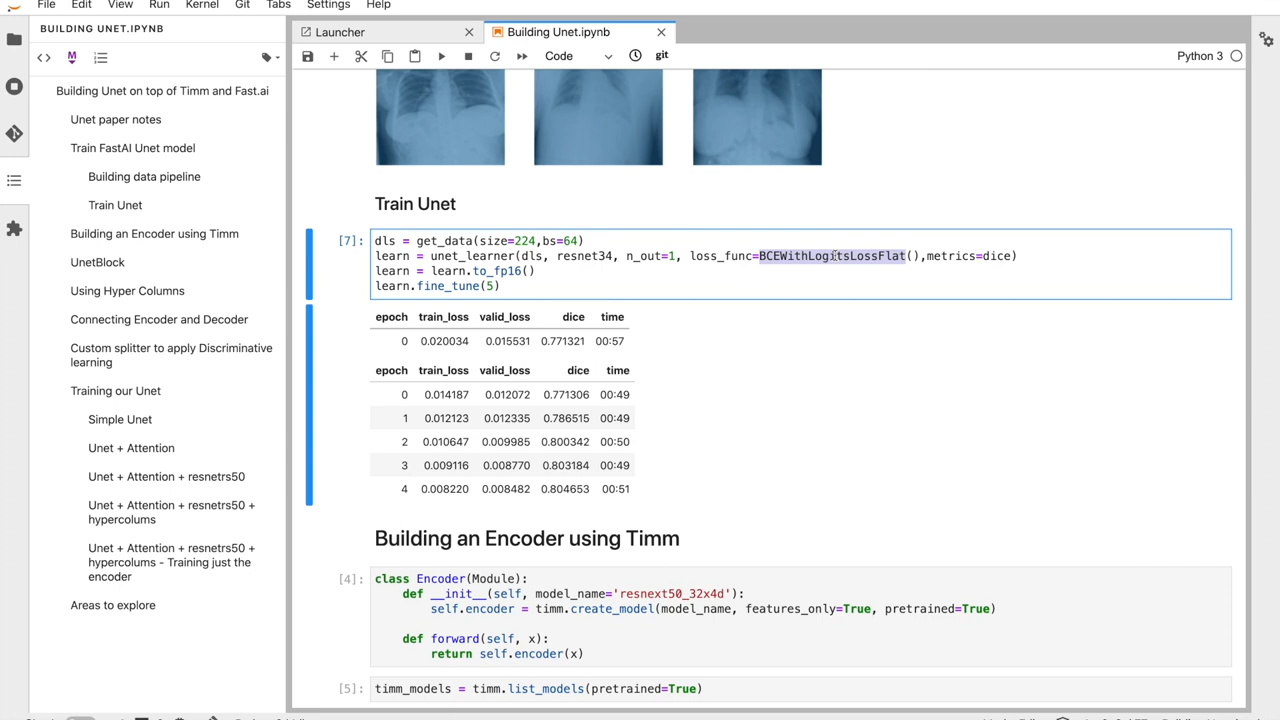 File Edit View Run Kernel Git Tabs Settings Help
BUILDING UNET.IPYNB
Launcher
Building Unet.ipynb
Code
git
Python 3
Building Unet on top of Timm and Fast.ai
Unet paper notes
Train FastAI Unet model
Building data pipeline
Train Unet
Building an Encoder using Timm
UnetBlock
Using Hyper Columns
Connecting Encoder and Decoder
Custom splitter to apply Discriminative
learning
Training our Unet
Simple Unet
Unet + Attention
Unet + Attention + resnetrs50
Unet + Attention + resnetrs50 +
hypercolums
Unet + Attention + resnetrs50 +
hypercolums - Training just the
encoder
Areas to explore
Train Unet
[7]: dls = get_data(size=224,bs=64)
learn = unet_learner(dls, resnet34, n_out=1, loss_func=BCEWithLogitsLossFlat(),metrics=dice)
learn = learn.to_fp16()
learn.fine_tune(5)
epoch train_loss valid_loss dice time
0 0.020034 0.015531 0.771321 00:57
epoch train_loss valid_loss dice time
0 0.014187 0.012072 0.771306 00:49
1 0.012123 0.012335 0.786515 00:49
2 0.010647 0.009985 0.800342 00:50
3 0.009116 0.008770 0.803184 00:49
4 0.008220 0.008482 0.804653 00:51
Building an Encoder using Timm
[4]: class Encoder(Module):
def __init__(self, model_name='resnext50_32x4d'):
self.encoder = timm.create_model(model_name, features_only=True, pretrained=True)
def forward(self, x):
return self.encoder(x)
[5]: timm_models = timm.list_models(pretrained=True)